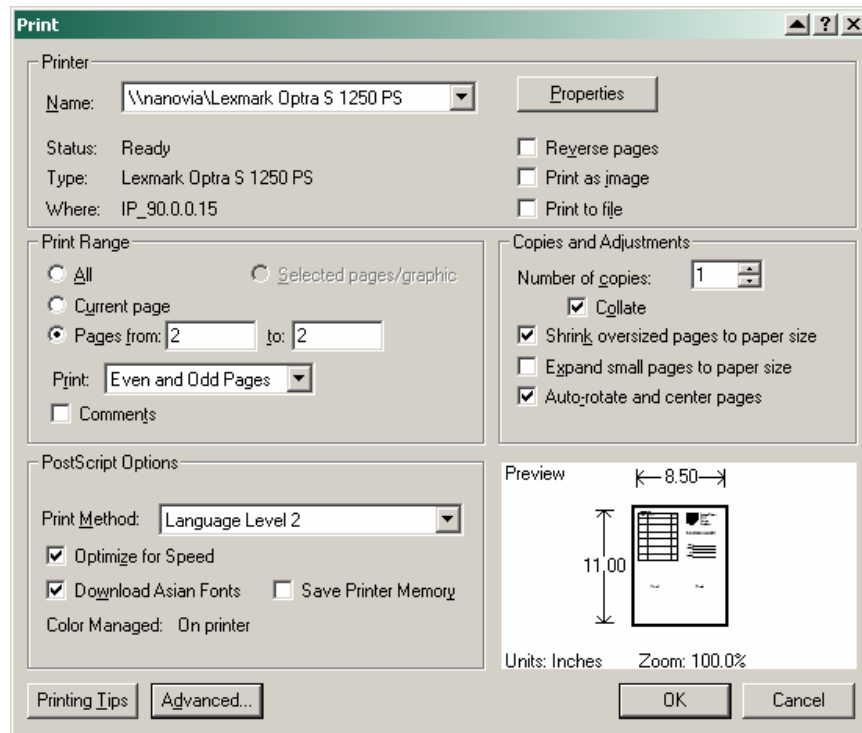 Print
Printer
Name: \\nanovia\Lexmark Optra S 1250 PS
Properties
Status: Ready
Type: Lexmark Optra S 1250 PS
Where: IP_90.0.0.15
Reverse pages
Print as image
Print to file
Print Range
All
Selected pages/graphic
Current page
Pages from: 2 to: 2
Print: Even and Odd Pages
Comments
Copies and Adjustments
Number of copies: 1
Collate
Shrink oversized pages to paper size
Expand small pages to paper size
Auto-rotate and center pages
PostScript Options
Print Method: Language Level 2
Optimize for Speed
Download Asian Fonts
Save Printer Memory
Color Managed: On printer
Preview
8.50
11.00
Units: Inches Zoom: 100.0%
Printing Tips
Advanced...
OK
Cancel